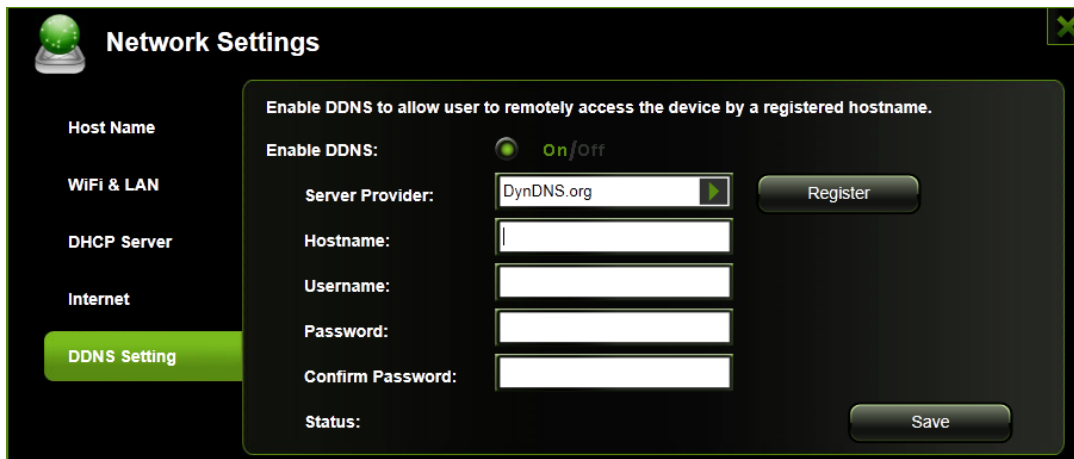 Network Settings
Host Name
WiFi & LAN
DHCP Server
Internet
DDNS Setting
Enable DDNS to allow user to remotely access the device by a registered hostname.
Enable DDNS: On/Off
Server Provider: DynDNS.org Register
Hostname:
Username:
Password:
Confirm Password:
Status: Save